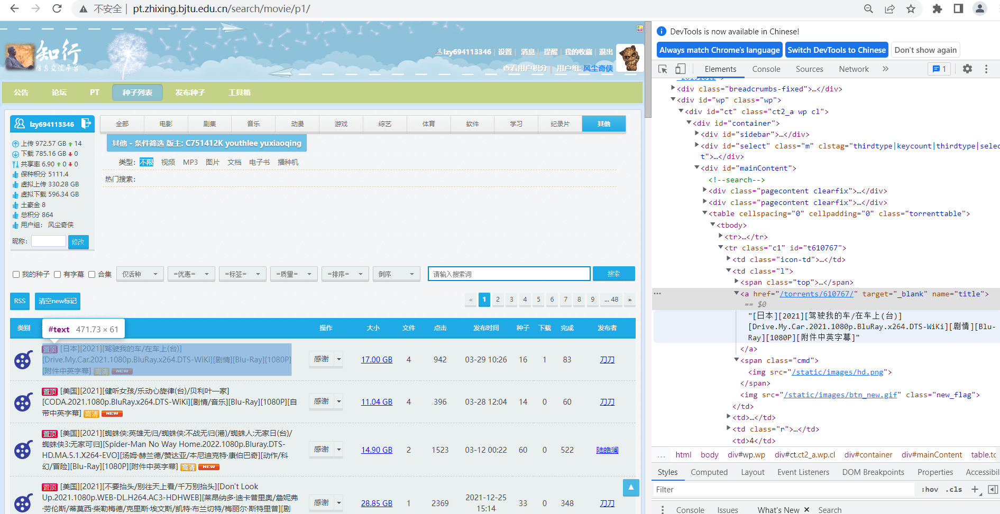 不安全 | pt.zhixing.bjtu.edu.cn/search/movie/p1/
知行
信息交流平台
lzy694113346 | 设置 | 消息 | 提醒 | 我的收藏 | 退出
查看用户积分 | 用户组: 风尘奇侠
公告 论坛 PT 种子列表 发布种子 工具箱
lzy694113346
上传 972.57 GB 14
下载 785.16 GB 0
共享率 6.90 0 0
保种积分 5111.4
虚拟上传 330.28 GB
虚拟下载 596.34 GB
土豪金 8
总积分 864
用户组: 风尘奇侠
昵称: 修改
全部 电影 剧集 音乐 动漫 游戏 综艺 体育 软件 学习 纪录片 其他
其他 - 条件筛选 版主: C751412K youthlee yuxiaoqing
类型: 不限 视频 MP3 图片 文档 电子书 播种机
热门搜索:
我的种子 有字幕 合集 仅活种 =优惠= =标签= =质量= =排序= 倒序 请输入搜索词 搜索
RSS 清空new标记
« 1 2 3 4 5 6 7 8 9 ... 48 »
类别 操作 大小 文件 点击 发布时间 种子 下载 完成 发布者
#text 471.73 × 61
置顶 [日本][2021][驾驶我的车/在车上(台)]
[Drive.My.Car.2021.1080p.BluRay.x264.DTS-WiKi][剧情][Blu-Ray][1080P]
[附件中英字幕] 高清 NEW
感谢 17.00 GB 4 942 03-29 10:26 16 1 83 刀刀
置顶 [美国][2021][健听女孩/乐动心旋律(台)/贝利叶一家]
[CODA.2021.1080p.BluRay.x264.DTS-WiKi][剧情/音乐][Blu-Ray][1080P][自
带中英字幕] 高清 NEW
感谢 11.04 GB 4 396 03-28 12:04 14 0 60 刀刀
置顶 [美国][2021][蜘蛛侠:英雄无归/蜘蛛侠:不战无归(港)/蜘蛛人:无家日(台)/
蜘蛛侠3:无家可归][Spider-Man No Way Home.2022.1080p.Bluray.DTS-
HD.MA.5.1.X264-EVO][汤姆·赫兰德/赞达亚/本尼迪克特·康伯巴奇][动作/科
幻/冒险][Blu-Ray][1080P][附件中英字幕] 高清 NEW
感谢 14.90 GB 2 1523 03-12 00:22 60 0 522 陆皓澜
置顶 [美国][2021][不要抬头/别往天上看/千万别抬头][Don't Look
Up.2021.1080p.WEB-DL.H264.AC3-HDHWEB][莱昂纳多·迪卡普里奥/詹妮弗
·劳伦斯/蒂莫西·柴勒梅德/克里斯·埃文斯/凯特·布兰切特/梅丽尔·斯特里普][剧
感谢 28.85 GB 1 2369 2021-12-25
15:14 33 0 348 刀刀
DevTools is now available in Chinese!
Always match Chrome's language Switch DevTools to Chinese Don't show again
Elements Console Sources Network » 1
_20191012">
<div class="breadcrumbs-fixed">…</div>
<div id="wp" class="wp">
<div id="ct" class="ct2_a wp cl">
<div id="container">
<div id="sidebar">…</div>
<div id="select" class="m" clstag="thirdtype|keycount|thirdtype|selec
t">…</div>
<div id="mainContent">
<!--search-->
<div class="pagecontent clearfix">…</div>
<div class="pagecontent clearfix">…</div>
<table cellspacing="0" cellpadding="0" class="torrenttable">
<tbody>
<tr>…</tr>
<tr class="c1" id="t610767">
<td class="icon-td">…</td>
<td class="l">
<span class="top">…</span>
<a href="/torrents/610767/" target="_blank" name="title">
== $0
"[日本][2021][驾驶我的车/在车上(台)]
[Drive.My.Car.2021.1080p.BluRay.x264.DTS-WiKi][剧情][Blu-
Ray][1080P][附件中英字幕]"
</a>
<span class="cmd">
<img src="/static/images/hd.png">
</span>
<img src="/static/images/btn_new.gif" class="new_flag">
</td>
<td>…</td>
<td class="r">…</td>
<td>4</td>
... html body div#wp.wp div#ct.ct2_a.wp.cl div#container div#mainContent table.to
Styles Computed Layout Event Listeners DOM Breakpoints Properties Accessibil
Filter :hov .cls
Console Issues What's New × Search